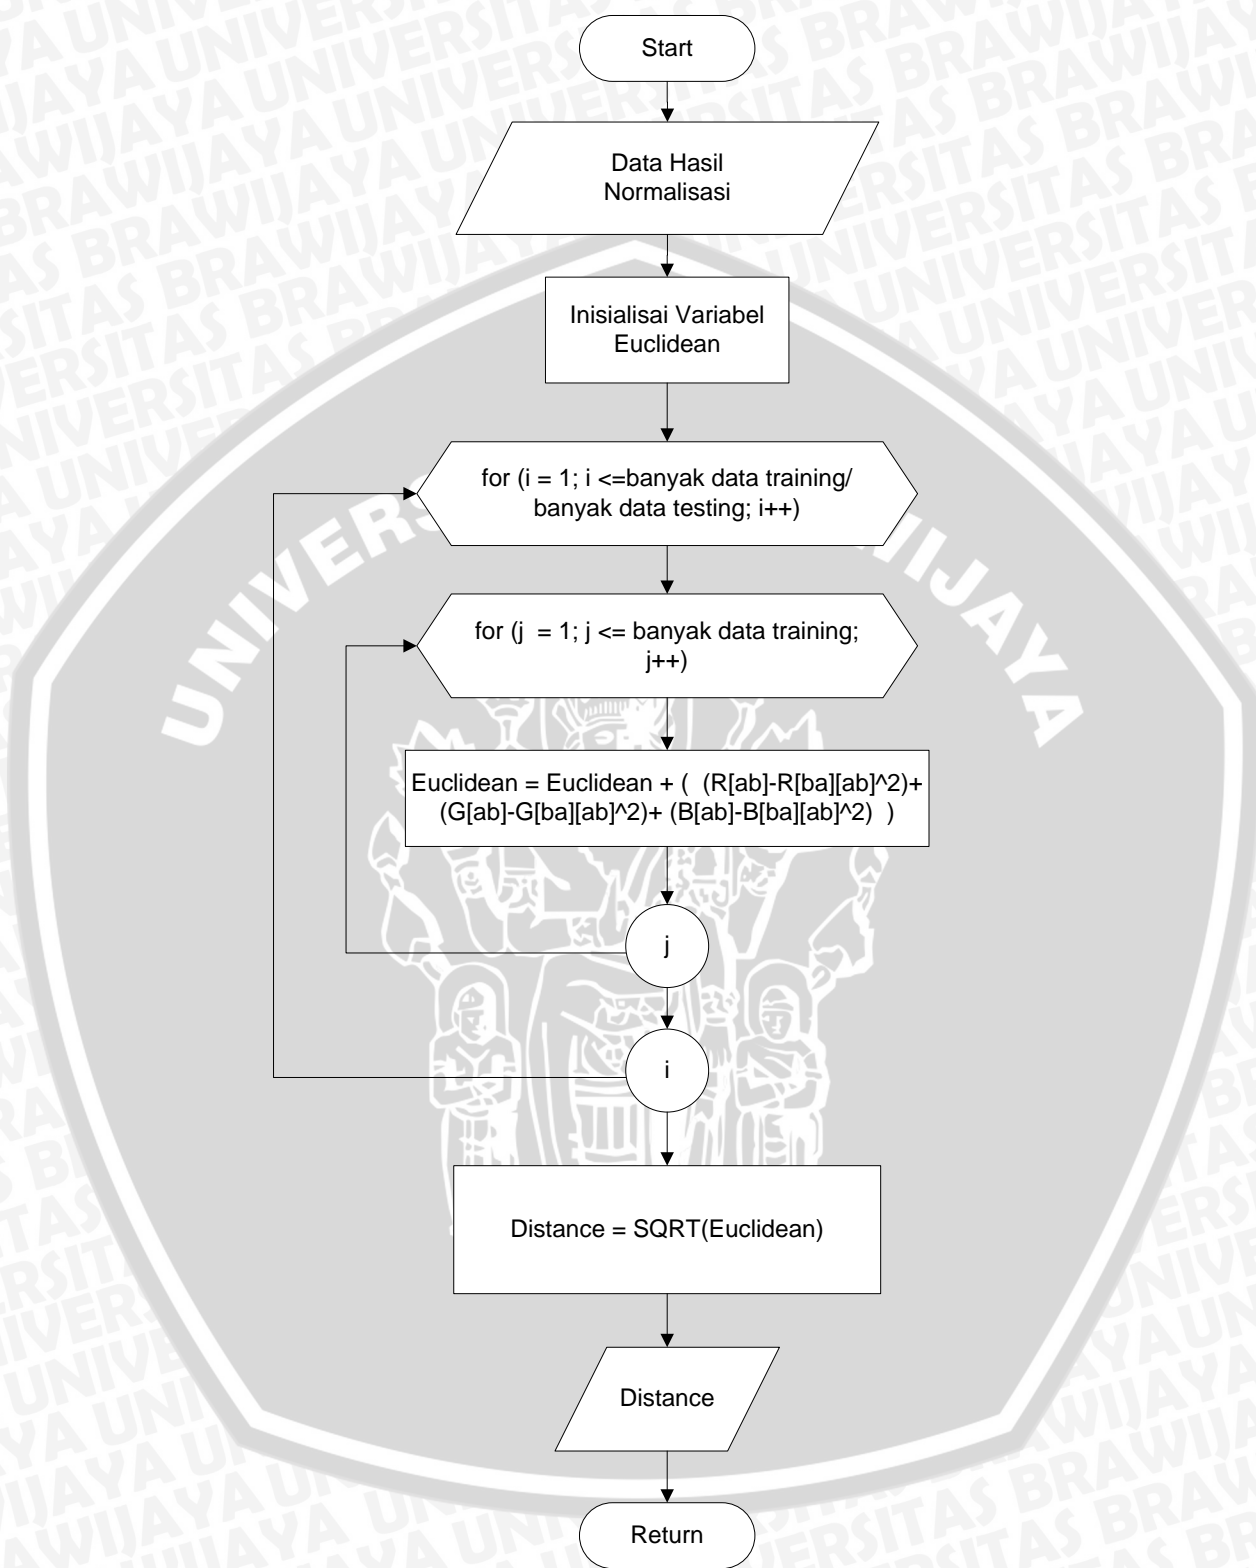 Start
Data Hasil
Normalisasi
Inisialisai Variabel
Euclidean
for (i = 1; i <=banyak data training/
banyak data testing; i++)
for (j  = 1; j <= banyak data training;
j++)
Euclidean = Euclidean + (  (R[ab]-R[ba][ab]^2)+
(G[ab]-G[ba][ab]^2)+ (B[ab]-B[ba][ab]^2)  )
j
i
Distance = SQRT(Euclidean)
Distance
Return